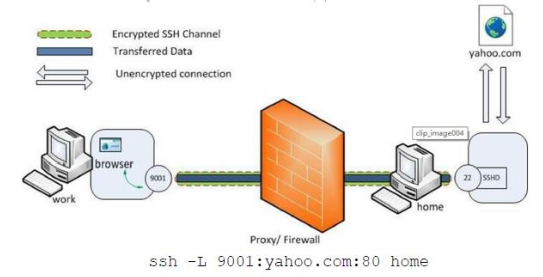 Encrypted SSH Channel
Transferred Data
Unencrypted connection
yahoo.com
clip_image004
browser
9001
22
SSHD
work
home
Proxy/ Firewall
ssh -L 9001:yahoo.com:80 home